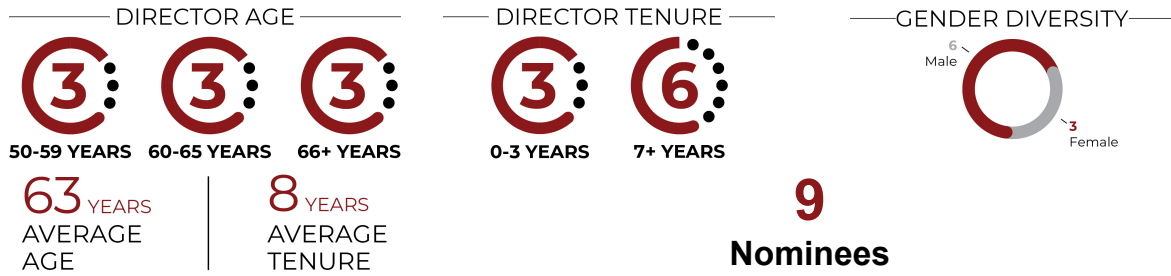 DIRECTOR AGE
3
3
3
50-59 YEARS
60-65 YEARS
66+ YEARS
63 YEARS
AVERAGE
AGE
8 YEARS
AVERAGE
TENURE
DIRECTOR TENURE
3
6
0-3 YEARS
7+ YEARS
GENDER DIVERSITY
6
Male
3
Female
9
Nominees